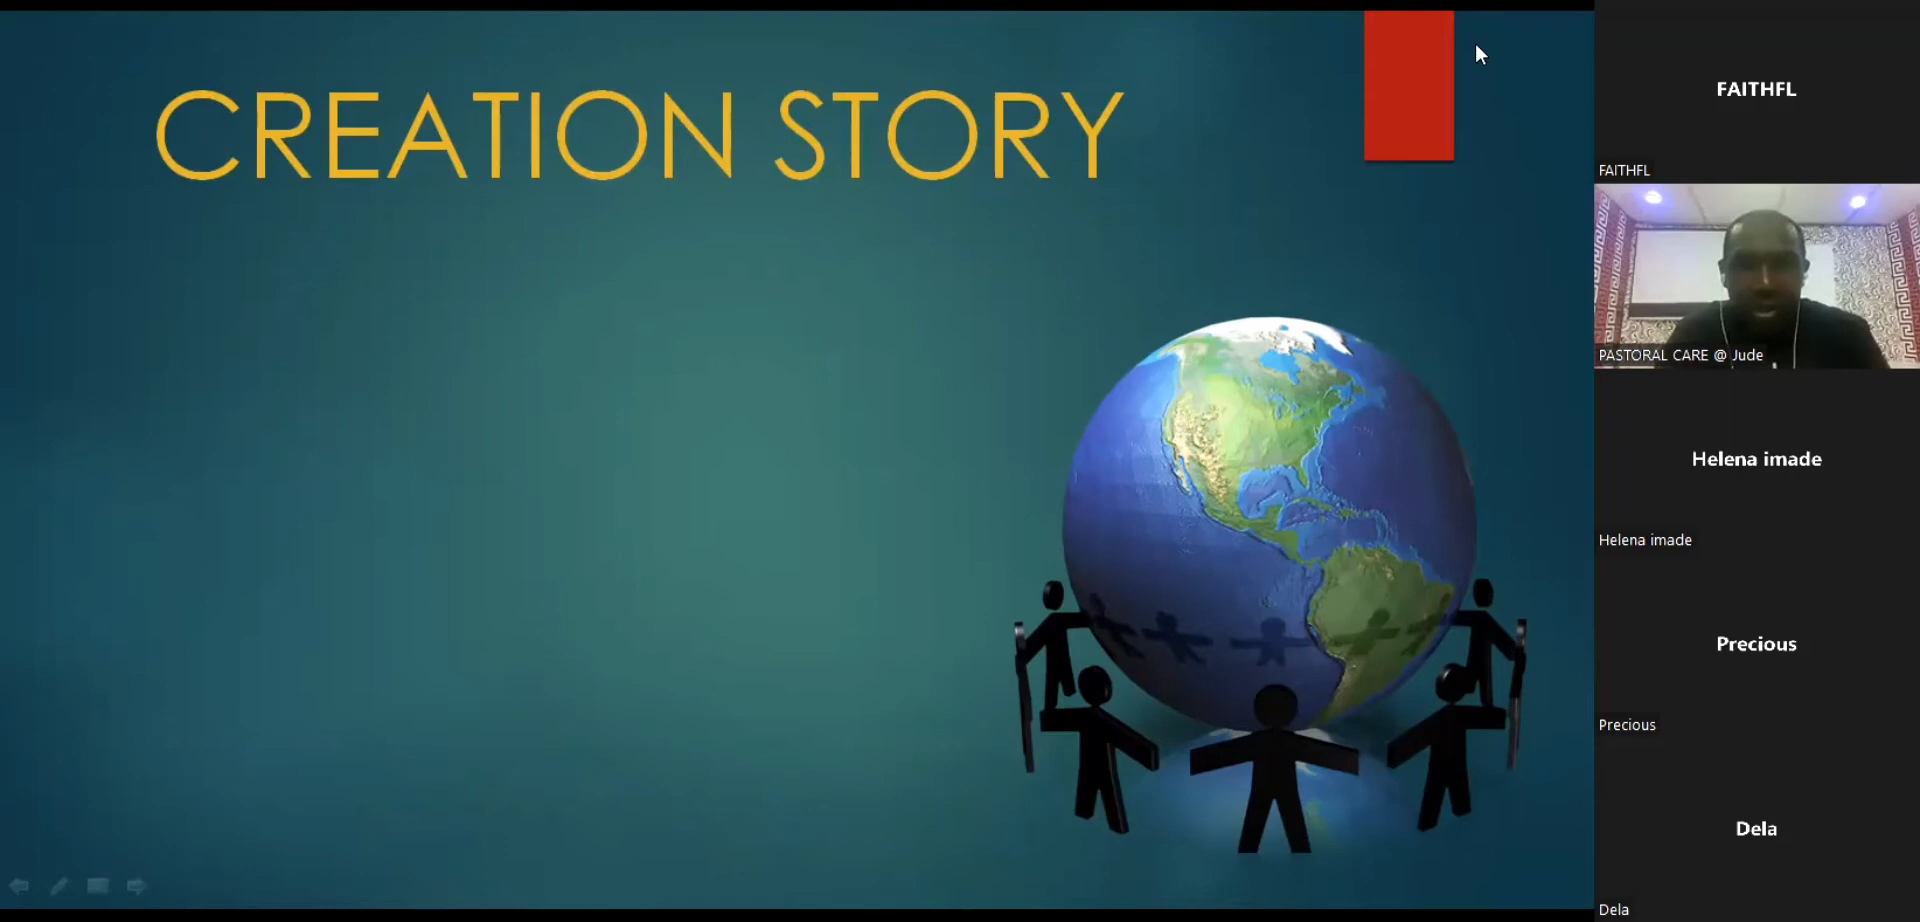 CREATION STORY
FAITHFL
FAITHFL
PASTORAL CARE @ Jude
Helena imade
Helena imade
Precious
Precious
Dela
Dela